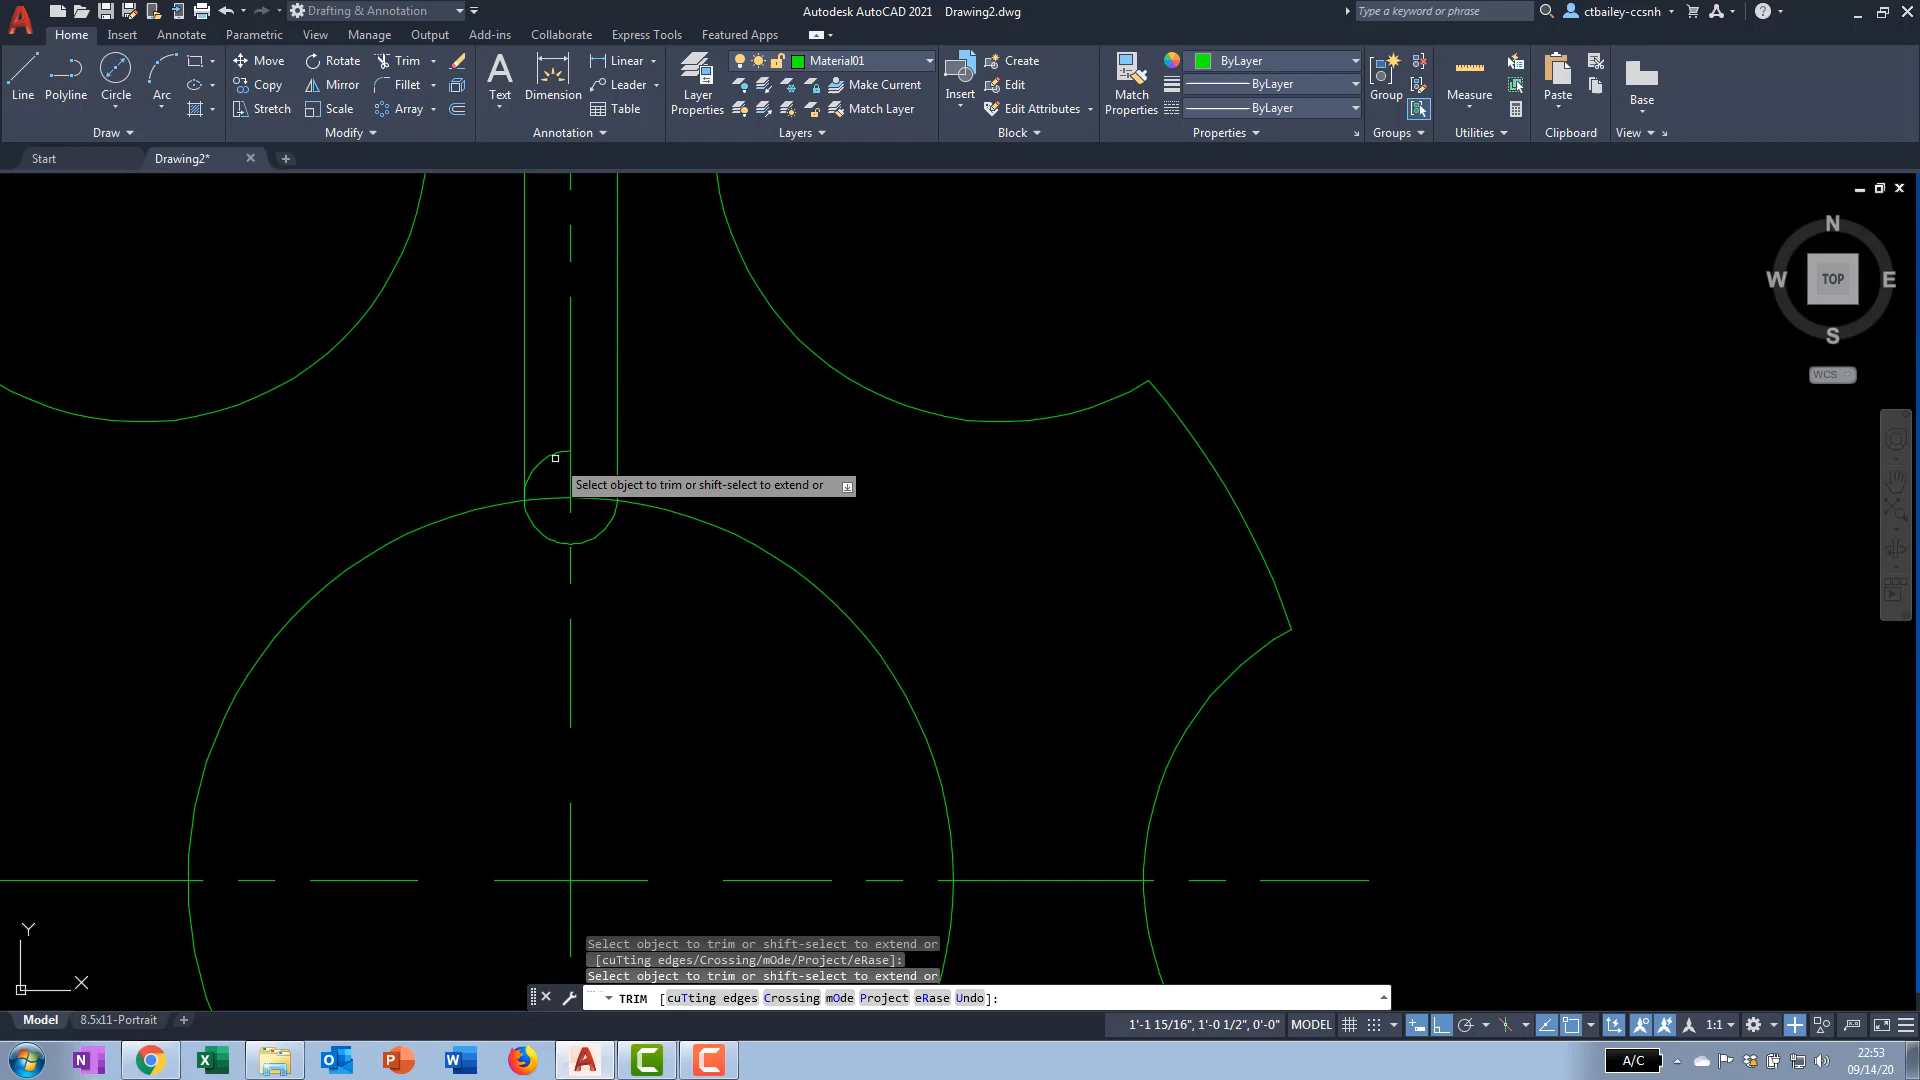 Drafting & Annotation
Autodesk AutoCAD 2021 Drawing2.dwg
Type a keyword or phrase
ctbailey-ccsnh
Home Insert Annotate Parametric View Manage Output Add-ins Collaborate Express Tools Featured Apps
Line
Polyline
Circle
Arc
Draw
Move Rotate Trim
Copy Mirror Fillet
Stretch Scale Array
Modify
Text
Dimension
Linear
Leader
Table
Annotation
Layer
Properties
Material01
Make Current
Match Layer
Layers
Insert
Create
Edit
Edit Attributes
Block
Match
Properties
ByLayer
ByLayer
ByLayer
Properties
Group
Groups
Measure
Utilities
Paste
Clipboard
Base
View
Start
Drawing2*
N
W TOP E
S
WCS
Select object to trim or shift-select to extend or
Y
X
Select object to trim or shift-select to extend or
[cuTting edges/Crossing/mOde/Project/eRase]:
Select object to trim or shift-select to extend or
TRIM [cuTting edges Crossing mOde Project eRase Undo]:
Model 8.5x11-Portrait
1'-1 15/16", 1'-0 1/2", 0'-0" MODEL
1:1
A/C
22:53
09/14/20